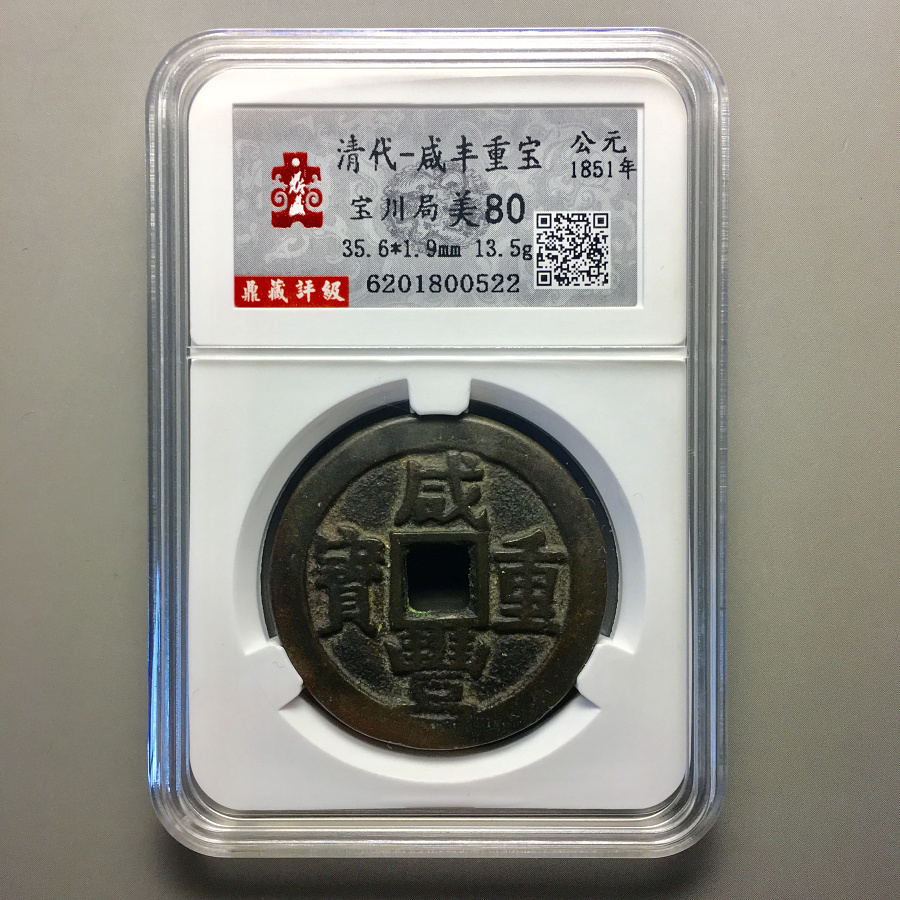 清代-咸丰重宝
公元
1851年
宝川局 美80
35.6*1.9mm 13.5g
6201800522
鼎藏評級
咸豐重寶